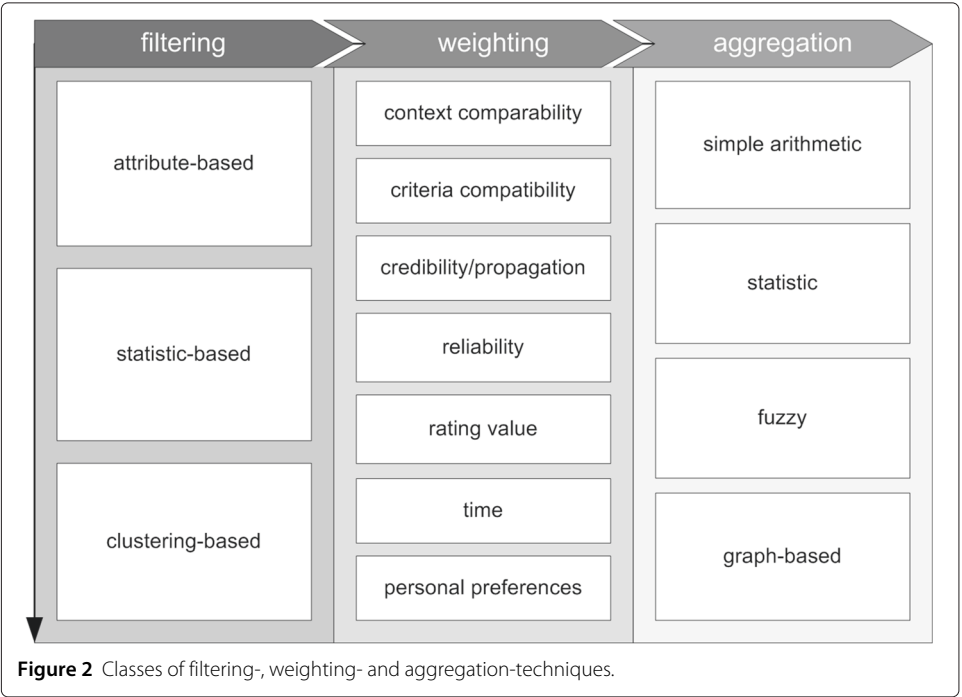 filtering
weighting
aggregation
attribute-based
statistic-based
clustering-based
context comparability
criteria compatibility
credibility/propagation
reliability
rating value
time
personal preferences
simple arithmetic
statistic
fuzzy
graph-based
Figure 2 Classes of filtering-, weighting- and aggregation-techniques.